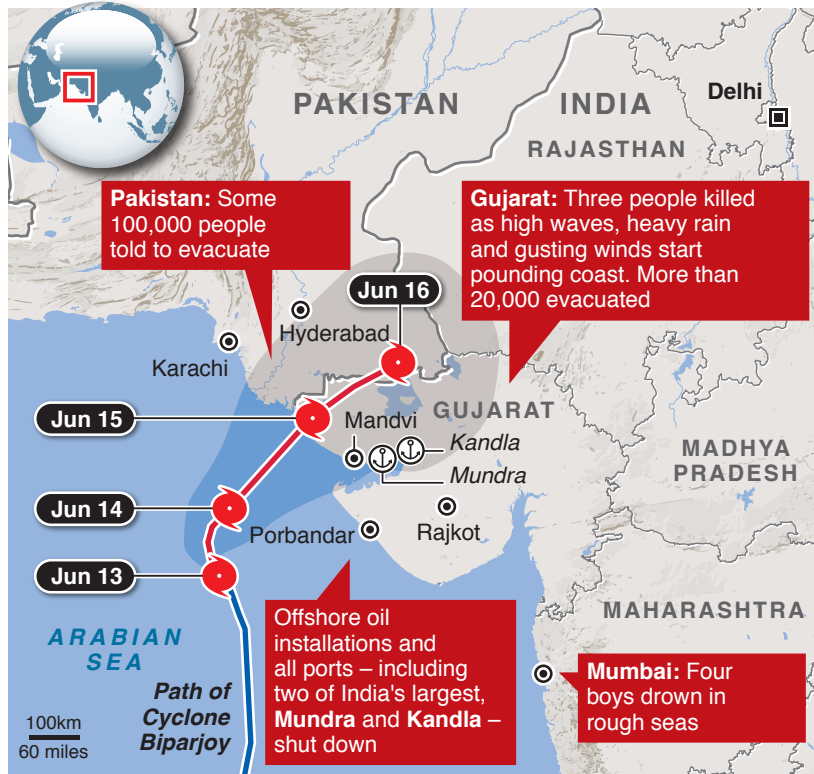 PAKISTAN
INDIA
Delhi
RAJASTHAN
Pakistan: Some
100,000 people
told to evacuate
Gujarat: Three people killed
as high waves, heavy rain
and gusting winds start
pounding coast. More than
20,000 evacuated
Jun 16
Hyderabad
Karachi
Jun 15
Mandvi
GUJARAT
Kandla
Mundra
MADHYA
PRADESH
Jun 14
Porbandar
Rajkot
Jun 13
ARABIAN
SEA
Offshore oil
installations and
all ports – including
two of India's largest,
Mundra and Kandla –
shut down
MAHARASHTRA
Mumbai: Four
boys drown in
rough seas
Path of
Cyclone
Biparjoy
100km
60 miles